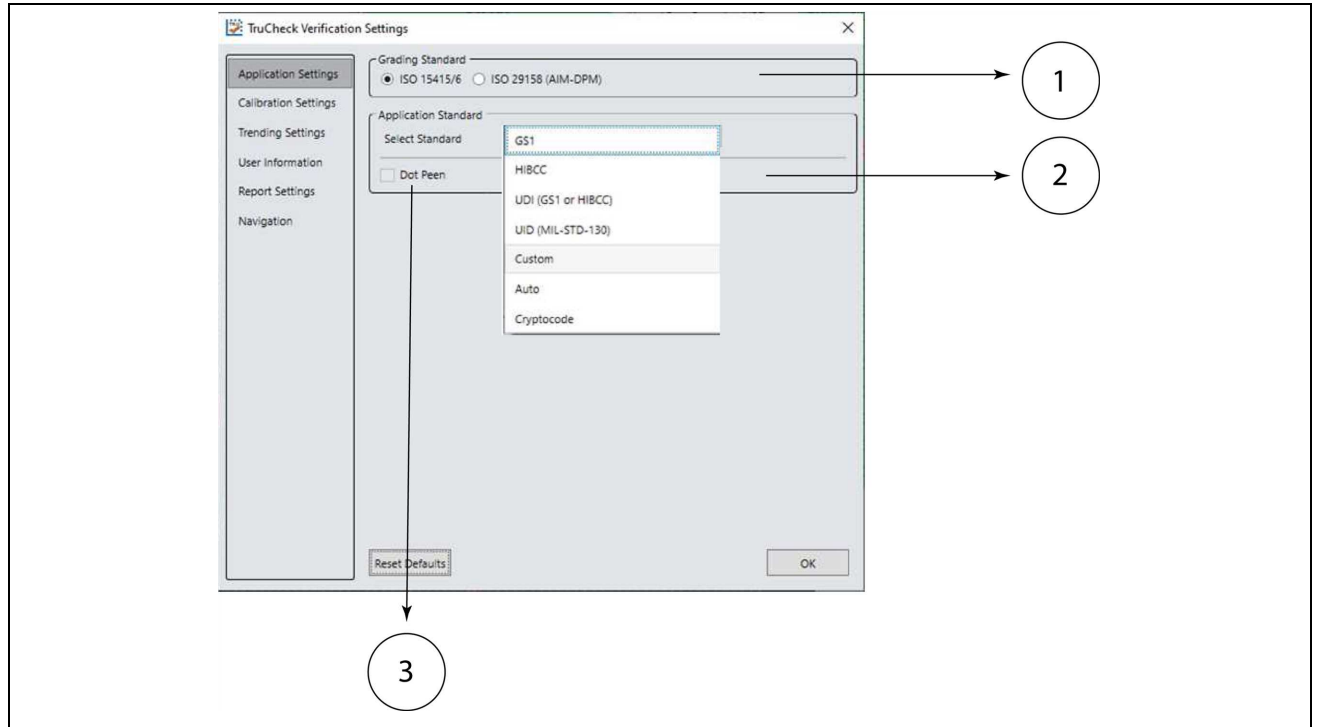 TruCheck Verification Settings
Application Settings
Calibration Settings
Trending Settings
User Information
Report Settings
Navigation
Grading Standard
ISO 15415/6 ISO 29158 (AIM-DPM)
Application Standard
Select Standard
GS1
HIBCC
UDI (GS1 or HIBCC)
UID (MIL-STD-130)
Custom
Auto
Cryptocode
Dot Peen
Reset Defaults
OK
1
2
3